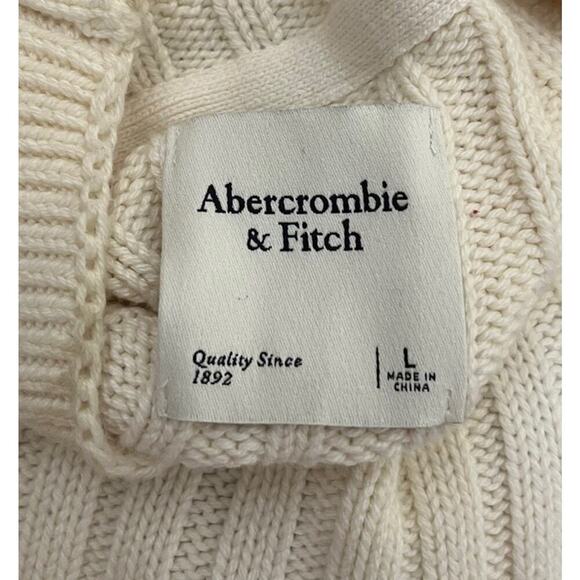 Abercrombie
& Fitch
Quality Since
1892
L
MADE IN
CHINA